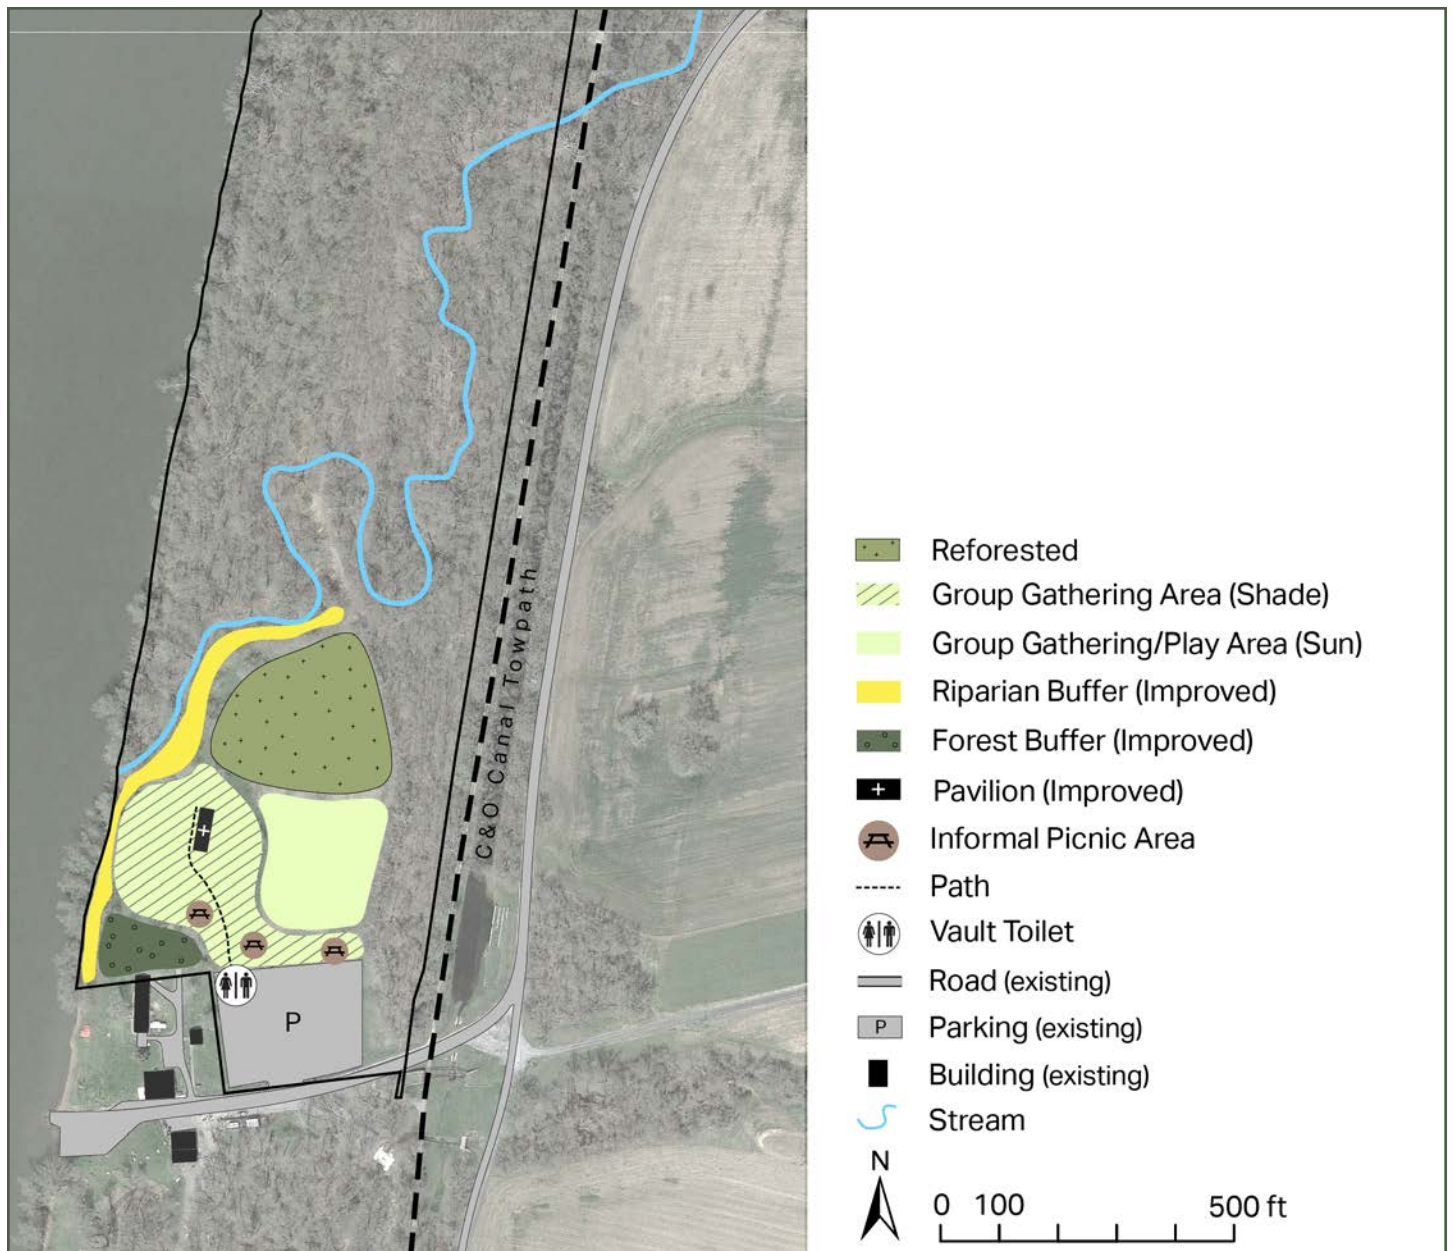 C&O Canal Towpath
P
Reforested
Group Gathering Area (Shade)
Group Gathering/Play Area (Sun)
Riparian Buffer (Improved)
Forest Buffer (Improved)
Pavilion (Improved)
Informal Picnic Area
Path
Vault Toilet
Road (existing)
P Parking (existing)
Building (existing)
Stream
N
0 100 500 ft